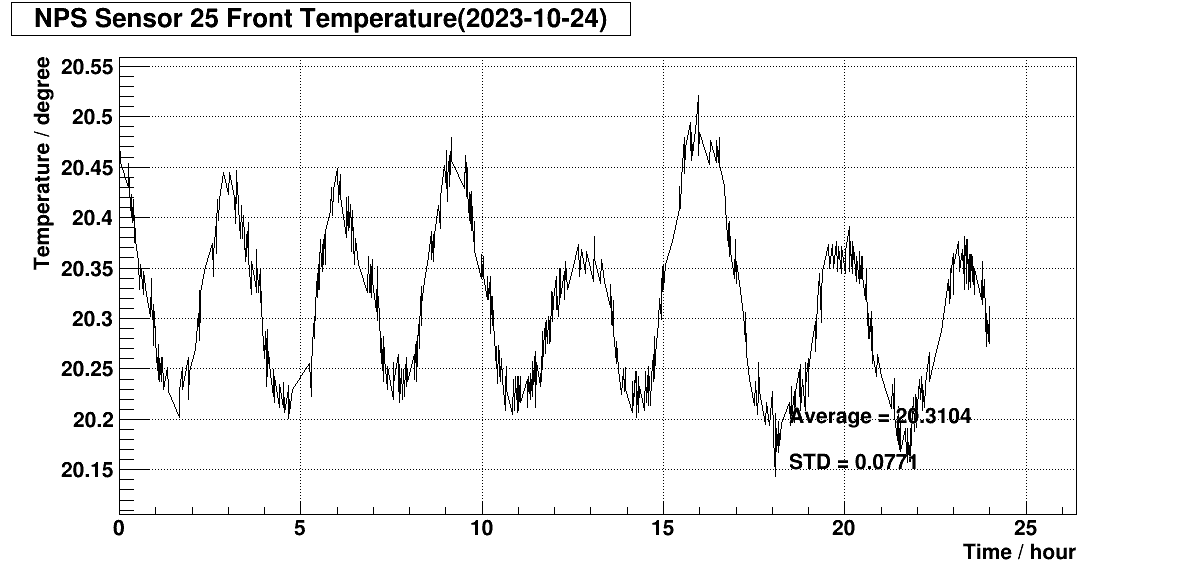 NPS Sensor 25 Front Temperature(2023-10-24)
Temperature / degree
20.55
20.5
20.45
20.4
20.35
20.3
20.25
20.2
20.15
Average = 20.3104
STD = 0.0771
0 5 10 15 20 25
Time / hour